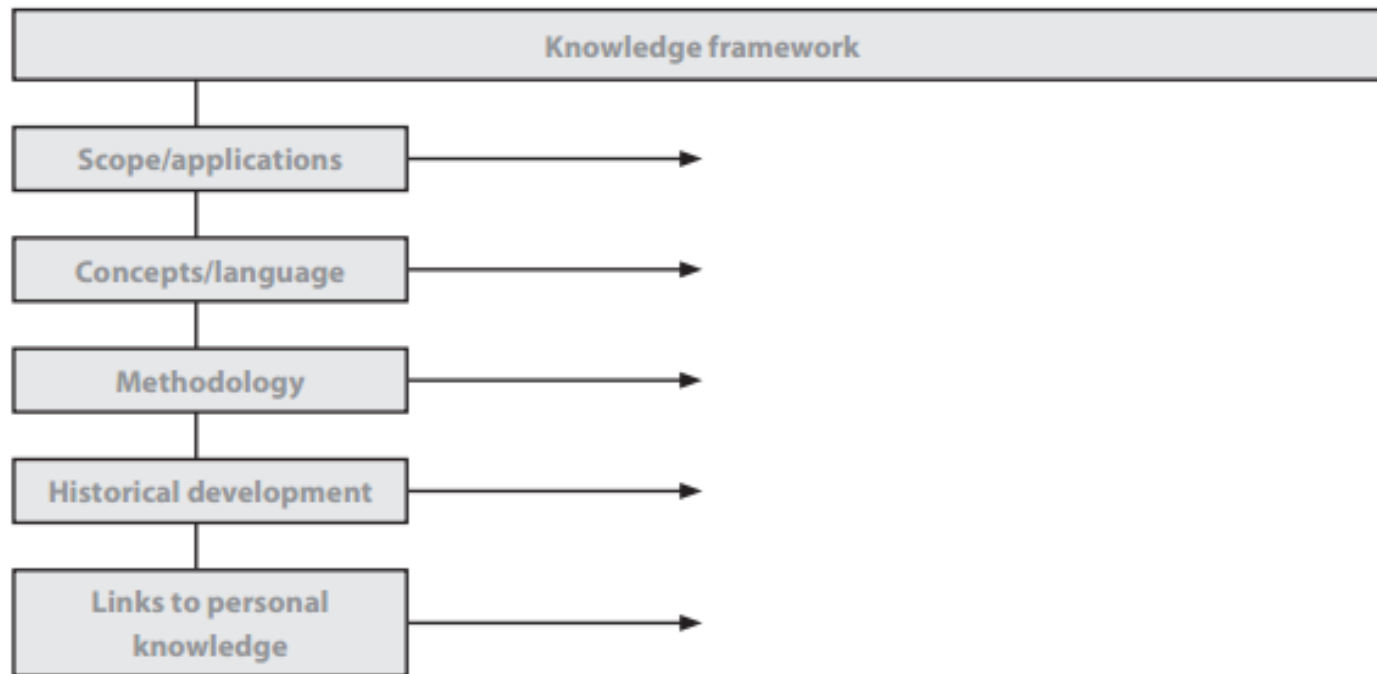 Knowledge framework
Scope/applications
Concepts/language
Methodology
Historical development
Links to personal
knowledge